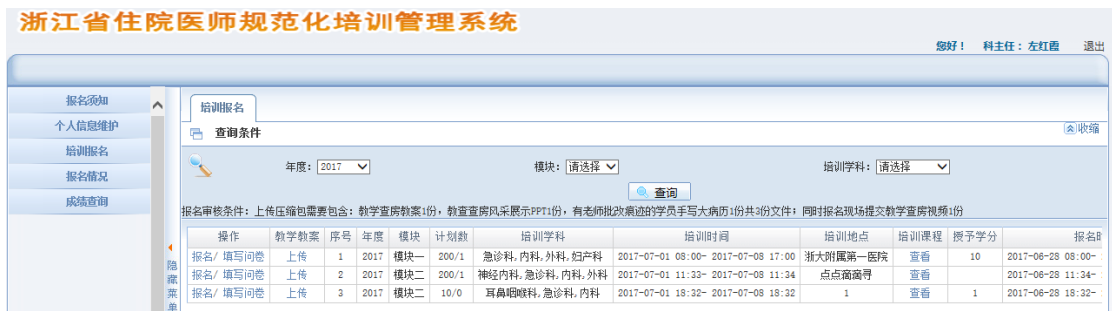 浙江省住院医师规范化培训管理系统
您好！ 科主任：左红霞 退出
报名须知
个人信息维护
培训报名
报名情况
成绩查询
隐藏菜单
培训报名
查询条件 收缩
年度： 2017 模块： 请选择 培训学科： 请选择
查询
报名审核条件：上传压缩包需要包含：教学查房教案1份，教查查房风采展示PPT1份，有老师批改痕迹的学员手写大病历1份共3份文件；同时报名现场提交教学查房视频1份
操作 教学教案 序号 年度 模块 计划数 培训学科 培训时间 培训地点 培训课程 授予学分 报名时
报名/ 填写问卷 上传 1 2017 模块一 200/1 急诊科,内科,外科,妇产科 2017-07-01 08:00- 2017-07-08 17:00 浙大附属第一医院 查看 10 2017-06-28 08:00-
报名/ 填写问卷 上传 2 2017 模块二 200/1 神经内科,急诊科,内科,外科 2017-07-01 11:33- 2017-07-08 11:34 点点滴滴寻 查看 2017-06-28 11:34-
报名/ 填写问卷 上传 3 2017 模块二 10/0 耳鼻咽喉科,急诊科,内科 2017-07-01 18:32- 2017-07-08 18:32 1 查看 1 2017-06-28 18:32-